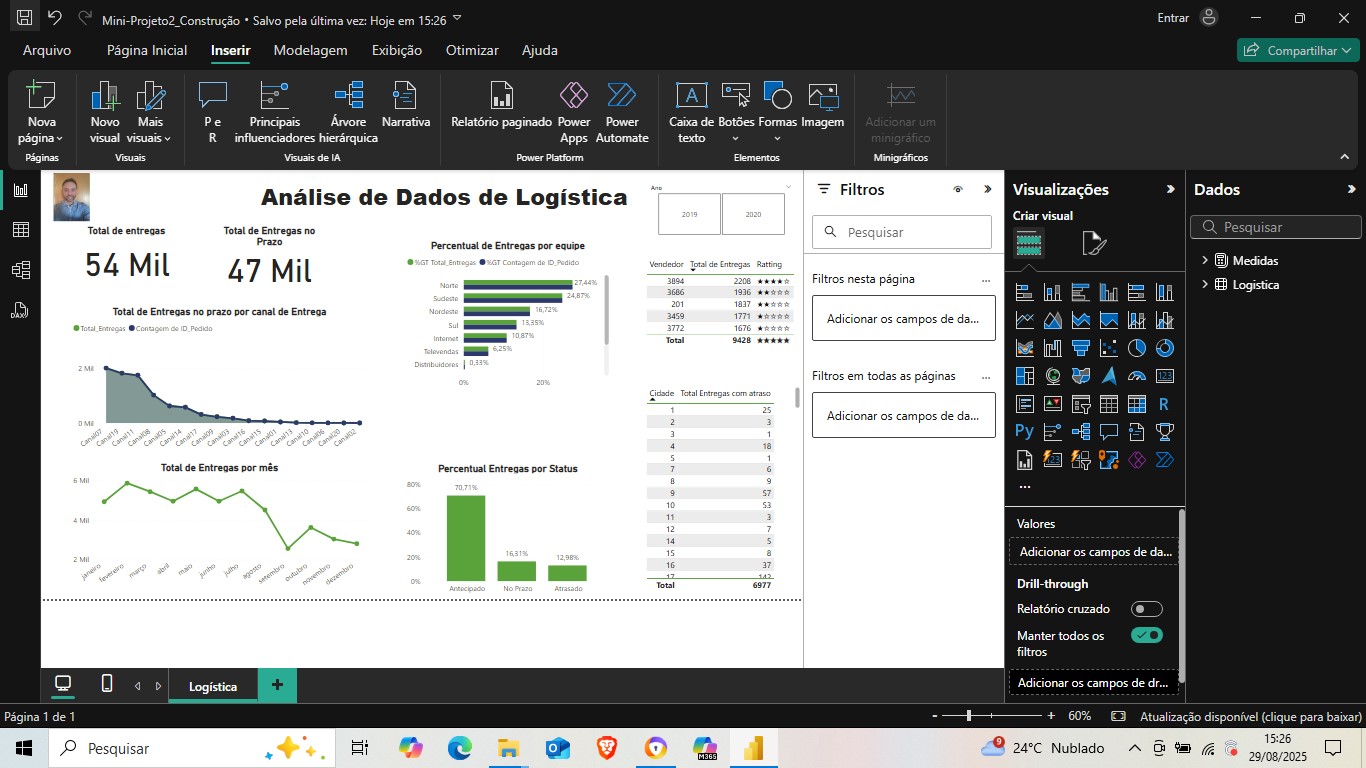 Mini-Projeto2_Construção • Salvo pela última vez: Hoje em 15:26
Entrar
Arquivo
Página Inicial
Inserir
Modelagem
Exibição
Otimizar
Ajuda
Compartilhar
Nova página
Novo visual
Mais visuais
P e R
Principais influenciadores
Árvore hierárquica
Narrativa
Relatório paginado
Power Apps
Power Automate
Caixa de texto
Botões
Formas
Imagem
Adicionar um minigráfico
Páginas
Visuais
Visuais de IA
Power Platform
Elementos
Minigráficos
DAX
Análise de Dados de Logística
Ano
2019
2020
Total de entregas
54 Mil
Total de Entregas no
Prazo
47 Mil
Percentual de Entregas por equipe
%GT Total_Entregas
%GT Contagem de ID_Pedido
Norte 27,44%
Sudeste 24,87%
Nordeste 16,72%
Sul 13,35%
Internet 10,87%
Televendas 6,25%
Distribuidores 0,33%
0% 20%
Vendedor Total de Entregas Ratting
3894 2208 ★★★★☆
3686 1936 ★★☆☆☆
201 1837 ★★☆☆☆
3459 1771 ★☆☆☆☆
3772 1676 ★☆☆☆☆
Total 9428 ★★★★★
Total de Entregas no prazo por canal de Entrega
Total_Entregas
Contagem de ID_Pedido
2 Mil
0 Mil
Canal07 Canal19 Canal11 Canal08 Canal05 Canal14 Canal17 Canal09 Canal03 Canal16 Canal15 Canal01 Canal13 Canal10 Canal06 Canal20 Canal02
Cidade Total Entregas com atraso
1 25
2 3
3 1
4 18
5 1
7 6
8 9
9 57
10 53
11 3
12 7
14 5
15 8
16 37
17 142
Total 6977
Total de Entregas por mês
6 Mil
4 Mil
2 Mil
janeiro fevereiro março abril maio junho julho agosto setembro outubro novembro dezembro
Percentual Entregas por Status
80%
60%
40%
20%
0%
70,71%
16,31%
12,98%
Antecipado
No Prazo
Atrasado
Filtros
Pesquisar
Filtros nesta página
...
Adicionar os campos de da...
Filtros em todas as páginas
...
Adicionar os campos de da...
Visualizações
Criar visual
123
R
Py
123
...
Valores
Adicionar os campos de da...
Drill-through
Relatório cruzado
Manter todos os
filtros
Adicionar os campos de dr...
Dados
Pesquisar
Medidas
Logistica
Logística
Página 1 de 1
60%
Atualização disponível (clique para baixar)
Pesquisar
M365
9
24°C Nublado
15:26
29/08/2025